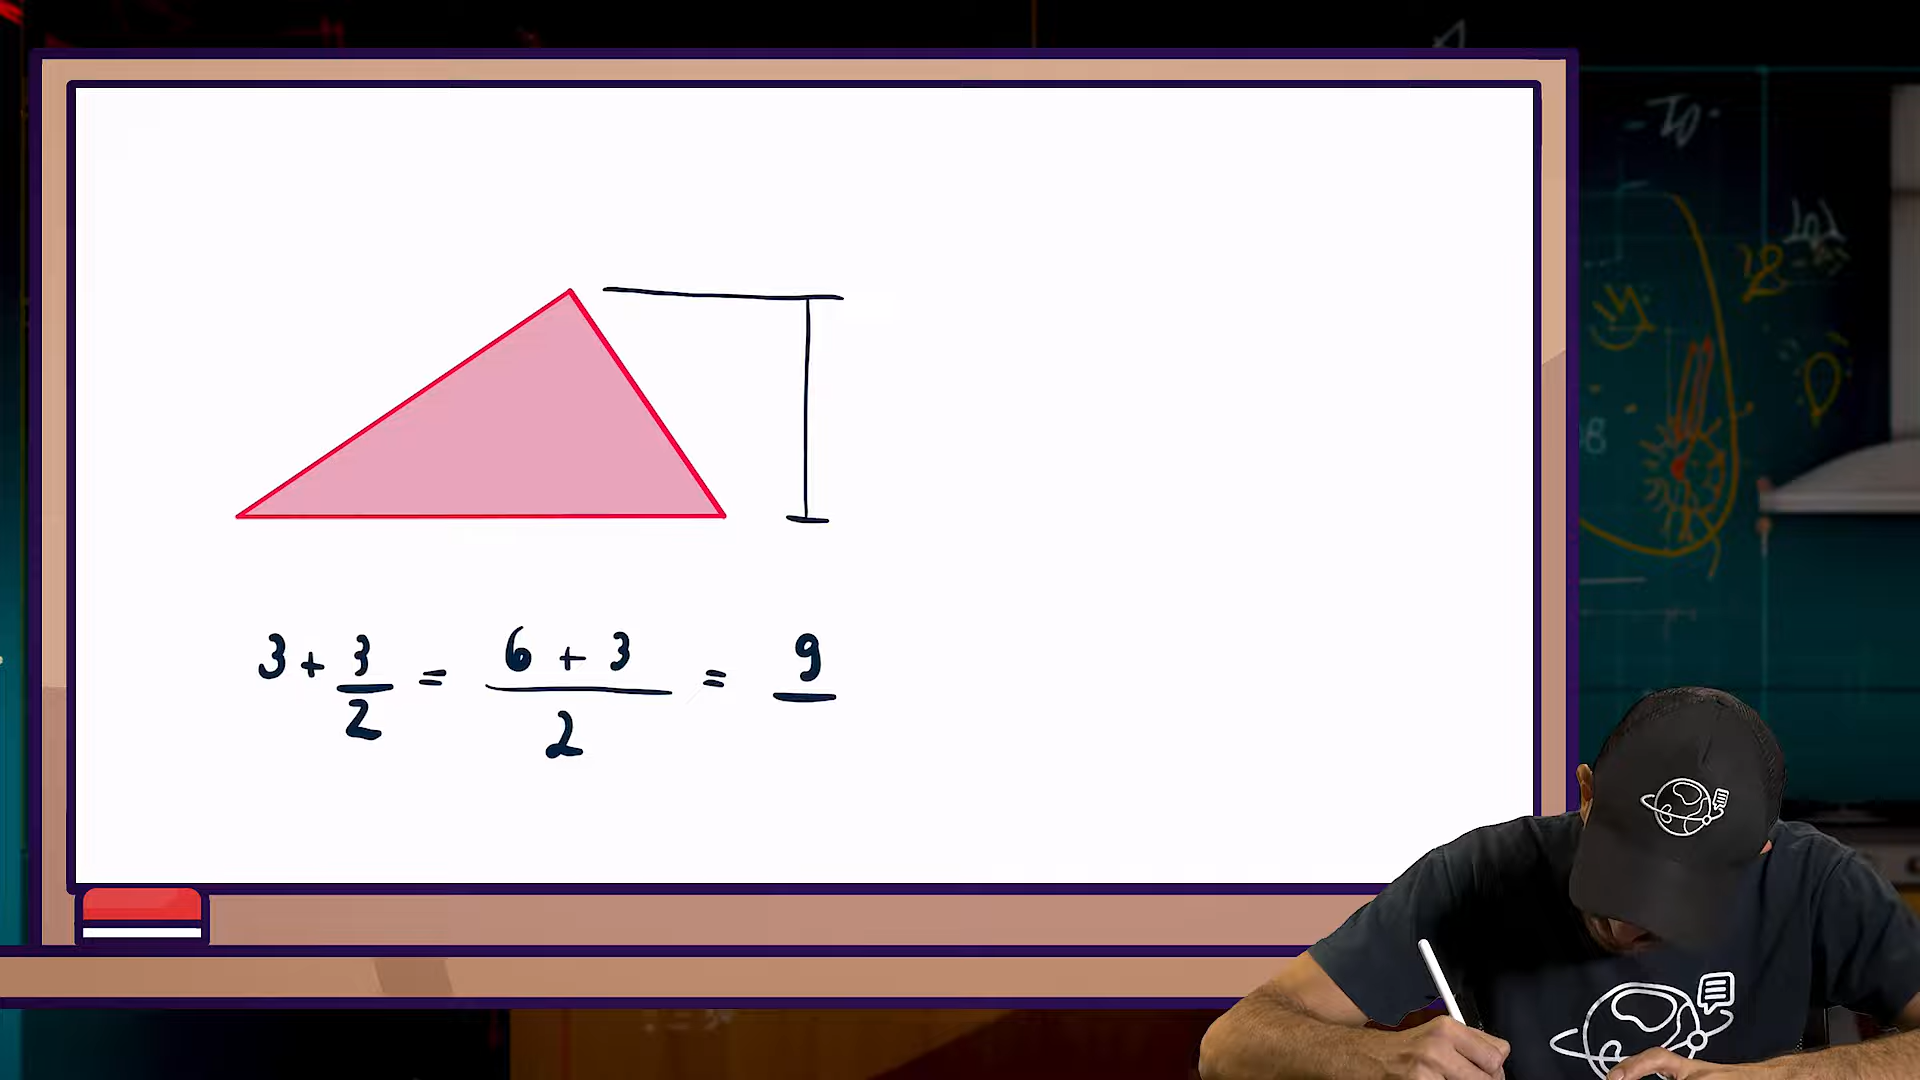 3 + 3/2 = 6 + 3/2 = 9